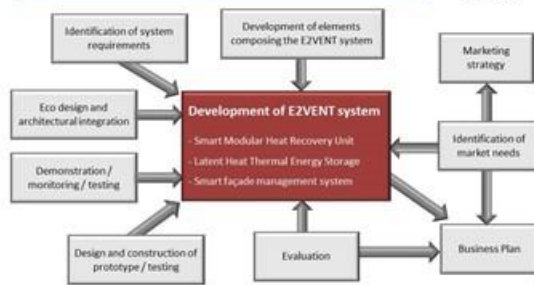 Identification of system
requirements
Development of elements
composing the E2VENT system
Marketing
strategy
Eco design and
architectural integration
Development of E2VENT system
- Smart Modular Heat Recovery Unit
- Latent Heat Thermal Energy Storage
- Smart façade management system
Identification of
market needs
Demonstration /
monitoring / testing
Design and construction of
prototype / testing
Evaluation
Business Plan